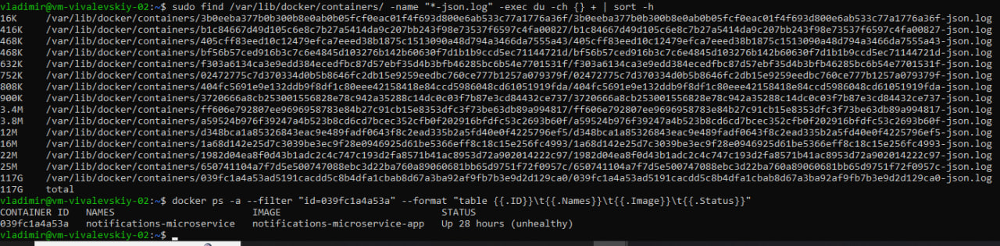 vladimir@vm-vivalevskiy-02:~$ sudo find /var/lib/docker/containers/ -name "*-json.log" -exec du -ch {} + | sort -h
16K /var/lib/docker/containers/3b0eeba377b0b300b8e0ab0b05fcf0eac01f4f693d600e6ab533c77a1776a36f/3b0eeba377b0b300b8e0ab0b05fcf0eac01f4f693d600e6ab533c77a1776a36f-json.log
416K /var/lib/docker/containers/b1c84667d49d105c6e8c7b27a5414da9c207bb243f98e73537f6597c4fa00827/b1c84667d49d105c6e8c7b27a5414da9c207bb243f98e73537f6597c4fa00827-json.log
468K /var/lib/docker/containers/405cff83eed10c12479efca7eeed38b1875c1513090a48d794a3466da7555a43/405cff83eed10c12479efca7eeed38b1875c1513090a48d794a3466da7555a43-json.log
468K /var/lib/docker/containers/bf56b57ced916b3c7c6e4845d103276b142b60630f7d1b1b9ccd5ec71144721d/bf56b57ced916b3c7c6e4845d103276b142b60630f7d1b1b9ccd5ec71144721d-json.log
632K /var/lib/docker/containers/f303a6134ca3e9edd384ecedfbc87d57ebf35d4b3bfb46285bc6b54e7701531f/f303a6134ca3e9edd384ecedfbc87d57ebf35d4b3bfb46285bc6b54e7701531f-json.log
752K /var/lib/docker/containers/02472775c7d370334d0b5b8646fc2db15e9259eedbc760ce777b1257a079379f/02472775c7d370334d0b5b8646fc2db15e9259eedbc760ce777b1257a079379f-json.log
808K /var/lib/docker/containers/404fc5691e9e132ddb9f8df1c80eee42158418e84ccd5986048cd61051919fda/404fc5691e9e132ddb9f8df1c80eee42158418e84ccd5986048cd61051919fda-json.log
900K /var/lib/docker/containers/3720666a8cb253001556828e78c942a35288c14dc0c03f7b87e3cd84432ce737/3720666a8cb253001556828e78c942a35288c14dc0c03f7b87e3cd84432ce737-json.log
3.4M /var/lib/docker/containers/ff606e792807ee9696958783e84b27c91cb15e8353dfc3f73be63db89a994817/ff606e792807ee9696958783e84b27c91cb15e8353dfc3f73be63db89a994817-json.log
3.8M /var/lib/docker/containers/a59524b976f39247a4b523b8cd6cd7bcec352cfb0f202916bfdfc53c2693b60f/a59524b976f39247a4b523b8cd6cd7bcec352cfb0f202916bfdfc53c2693b60f-json.log
12M /var/lib/docker/containers/d348bca1a85326843eac9e489fadf0643f8c2ead335b2a5fd40e0f4225796ef5/d348bca1a85326843eac9e489fadf0643f8c2ead335b2a5fd40e0f4225796ef5-json.log
16M /var/lib/docker/containers/1a68d142e25d7c3039be3ec9f28e0946925d61be5366eff8c18c15e256fc4993/1a68d142e25d7c3039be3ec9f28e0946925d61be5366eff8c18c15e256fc4993-json.log
22M /var/lib/docker/containers/1982d04ea8f0d43b1adc2c4c747c193d2fa8571b41ac8953d72a902014222c97/1982d04ea8f0d43b1adc2c4c747c193d2fa8571b41ac8953d72a902014222c97-json.log
25M /var/lib/docker/containers/650741104a7f7d5e500747088ebc3d22ba760a89060681bb65d9751f72f0957c/650741104a7f7d5e500747088ebc3d22ba760a89060681bb65d9751f72f0957c-json.log
117G /var/lib/docker/containers/039fc1a4a53ad5191cacdd5c8b4dfa1cbab8d67a3ba92af9fb7b3e9d2d129ca0/039fc1a4a53ad5191cacdd5c8b4dfa1cbab8d67a3ba92af9fb7b3e9d2d129ca0-json.log
117G total
vladimir@vm-vivalevskiy-02:~$ docker ps -a --filter "id=039fc1a4a53a" --format "table {{.ID}}\t{{.Names}}\t{{.Image}}\t{{.Status}}"
CONTAINER ID NAMES IMAGE STATUS
039fc1a4a53a notifications-microservice notifications-microservice-app Up 28 hours (unhealthy)
vladimir@vm-vivalevskiy-02:~$